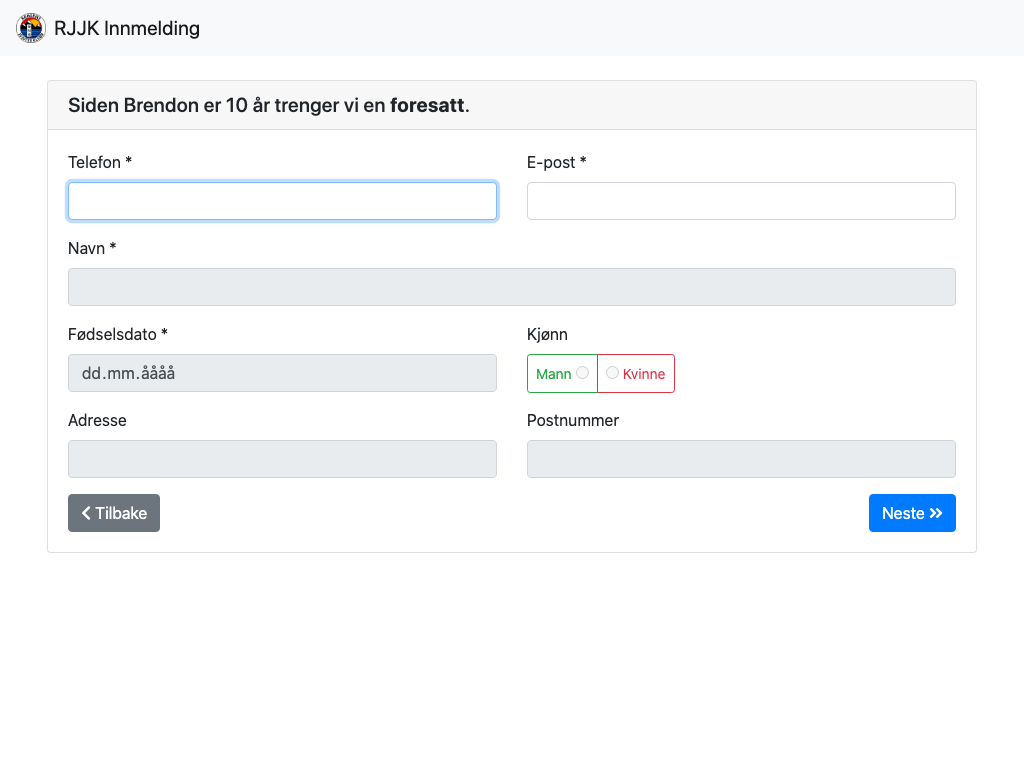 RJJK Innmelding
Siden Brendon er 10 år trenger vi en foresatt.
Telefon *
E-post *
Navn *
Fødselsdato *
Kjønn
dd.mm.åååå
Mann
Kvinne
Adresse
Postnummer
Tilbake
Neste